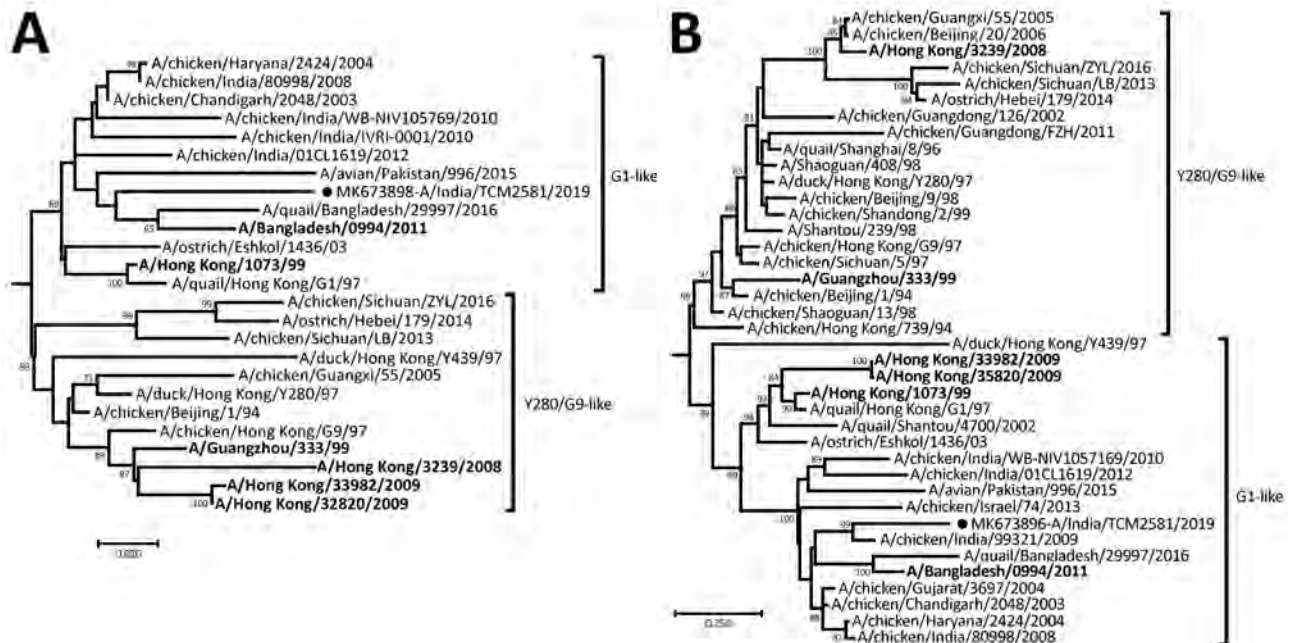 A
A/chicken/Haryana/2424/2004
A/chicken/India/80998/2008
A/chicken/Chandigarh/2048/2003
A/chicken/India/WB-NIV105769/2010
A/chicken/India/IVRI-0001/2010
A/chicken/India/01CL1619/2012
A/avian/Pakistan/996/2015
MK673898-A/India/TCM2581/2019
A/quail/Bangladesh/29997/2016
A/Bangladesh/0994/2011
A/ostrich/Eshkol/1436/03
A/Hong Kong/1073/99
100
A/quail/Hong Kong/G1/97
G1-like
A/chicken/Sichuan/ZYL/2016
99
A/ostrich/Hebei/179/2014
A/chicken/Sichuan/LB/2013
A/duck/Hong Kong/Y439/97
A/chicken/Guangxi/55/2005
A/duck/Hong Kong/Y280/97
A/chicken/Beijing/1/94
A/chicken/Hong Kong/G9/97
A/Guangzhou/333/99
A/Hong Kong/3239/2008
A/Hong Kong/33982/2009
100
A/Hong Kong/32820/2009
Y280/G9-like
B
A/chicken/Guangxi/55/2005
A/chicken/Beijing/20/2006
100
A/Hong Kong/3239/2008
A/chicken/Sichuan/ZYL/2016
100
A/chicken/Sichuan/LB/2013
A/ostrich/Hebei/179/2014
A/chicken/Guangdong/126/2002
A/chicken/Guangdong/FZH/2011
A/quail/Shanghai/8/96
A/Shaoguan/408/98
A/duck/Hong Kong/Y280/97
A/chicken/Beijing/9/98
A/chicken/Shandong/2/99
A/Shantou/239/98
A/chicken/Hong Kong/G9/97
A/chicken/Sichuan/5/97
A/Guangzhou/333/99
A/chicken/Beijing/1/94
A/chicken/Shaoguan/13/98
A/chicken/Hong Kong/739/94
Y280/G9-like
A/duck/Hong Kong/Y439/97
100
A/Hong Kong/33982/2009
A/Hong Kong/35820/2009
A/Hong Kong/1073/99
A/quail/Hong Kong/G1/97
A/quail/Shantou/4700/2002
A/ostrich/Eshkol/1436/03
89
A/chicken/India/WB-NIV1057169/2010
A/chicken/India/01CL1619/2012
A/avian/Pakistan/996/2015
A/chicken/Israel/74/2013
100
99
MK673896-A/India/TCM2581/2019
A/chicken/India/99321/2009
A/quail/Bangladesh/29997/2016
100
A/Bangladesh/0994/2011
A/chicken/Gujarat/3697/2004
A/chicken/Chandigarh/2048/2003
A/chicken/Haryana/2424/2004
A/chicken/India/80998/2008
G1-like